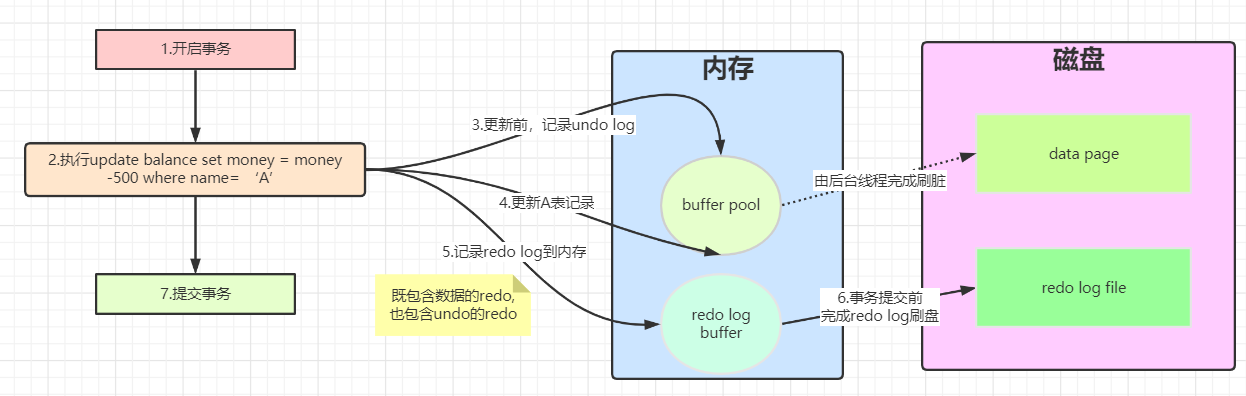 1.开启事务
2.执行update balance set money = money
-500 where name= ‘A’
7.提交事务
3.更新前，记录undo log
4.更新A表记录
5.记录redo log到内存
既包含数据的redo,
也包含undo的redo
内存
buffer pool
redo log
buffer
由后台线程完成刷脏
6.事务提交前
完成redo log刷盘
磁盘
data page
redo log file